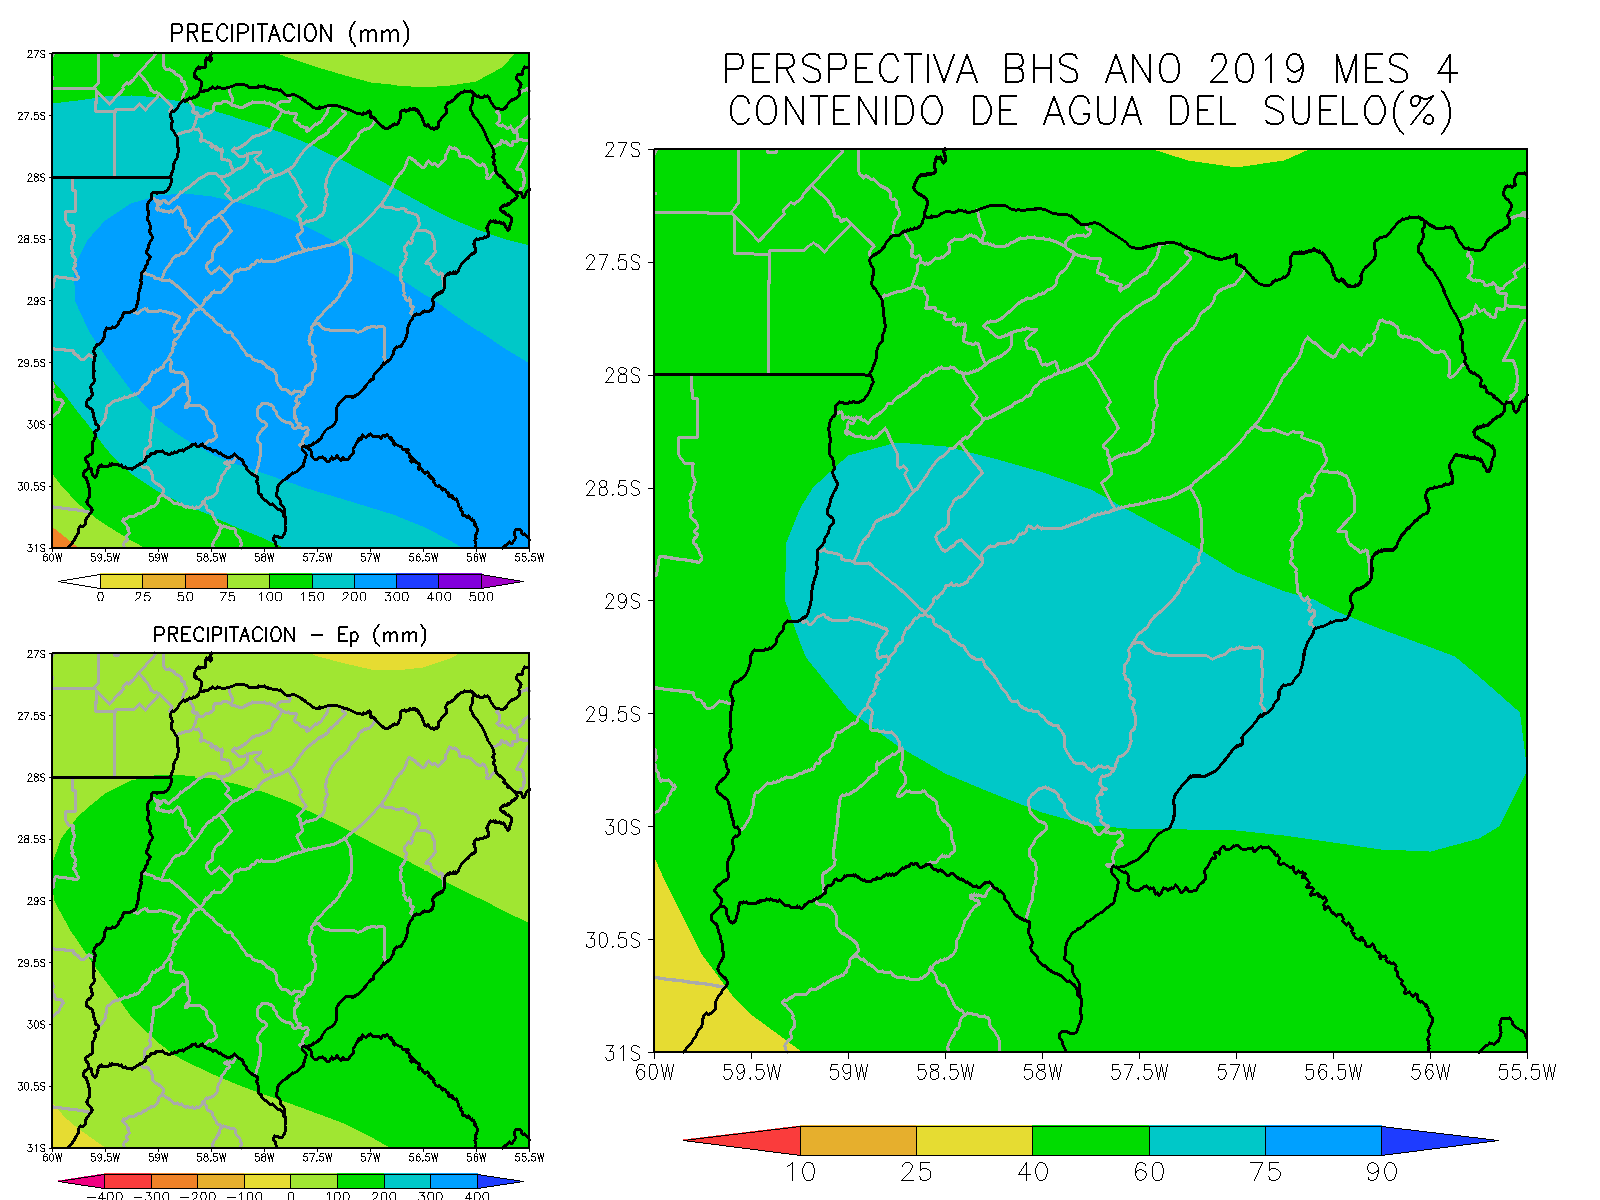 PRECIPITACION (mm)
27S
27.5S
28S
28.5S
29S
29.5S
30S
30.5S
31S
60W 59.5W 59W 58.5W 58W 57.5W 57W 56.5W 56W 55.5W
0 25 50 75 100 150 200 300 400 500
PRECIPITACION - Ep (mm)
27S
27.5S
28S
28.5S
29S
29.5S
30S
30.5S
31S
60W 59.5W 59W 58.5W 58W 57.5W 57W 56.5W 56W 55.5W
-400 -300 -200 -100 0 100 200 300 400
PERSPECTIVA BHS ANO 2019 MES 4
CONTENIDO DE AGUA DEL SUELO(%)
27S
27.5S
28S
28.5S
29S
29.5S
30S
30.5S
31S
60W 59.5W 59W 58.5W 58W 57.5W 57W 56.5W 56W 55.5W
10 25 40 60 75 90